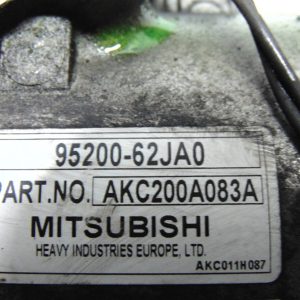 95200-62JA0
PART.NO. AKC200A083A
MITSUBISHI
HEAVY INDUSTRIES EUROPE, LTD.
AKC011H087